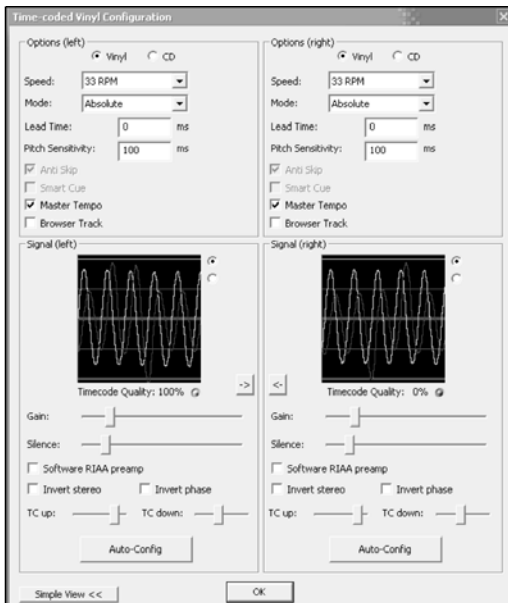 Time-coded Vinyl Configuration
Options (left)
Vinyl CD
Speed: 33 RPM
Mode: Absolute
Lead Time: 0 ms
Pitch Sensitivity: 100 ms
Anti Skip
Smart Cue
Master Tempo
Browser Track
Options (right)
Vinyl CD
Speed: 33 RPM
Mode: Absolute
Lead Time: 0 ms
Pitch Sensitivity: 100 ms
Anti Skip
Smart Cue
Master Tempo
Browser Track
Signal (left)
Timecode Quality: 100%
->
Gain:
Silence:
Software RIAA preamp
Invert stereo Invert phase
TC up: TC down:
Auto-Config
Signal (right)
Timecode Quality: 0%
<-
Gain:
Silence:
Software RIAA preamp
Invert stereo Invert phase
TC up: TC down:
Auto-Config
Simple View <<
OK